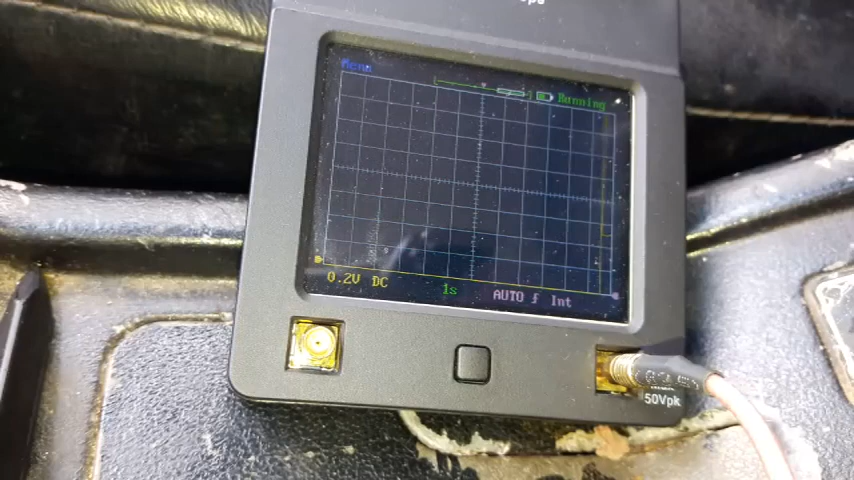 Menu
Running
0.2V DC
1s
AUTO ƒ Int
50Vpk